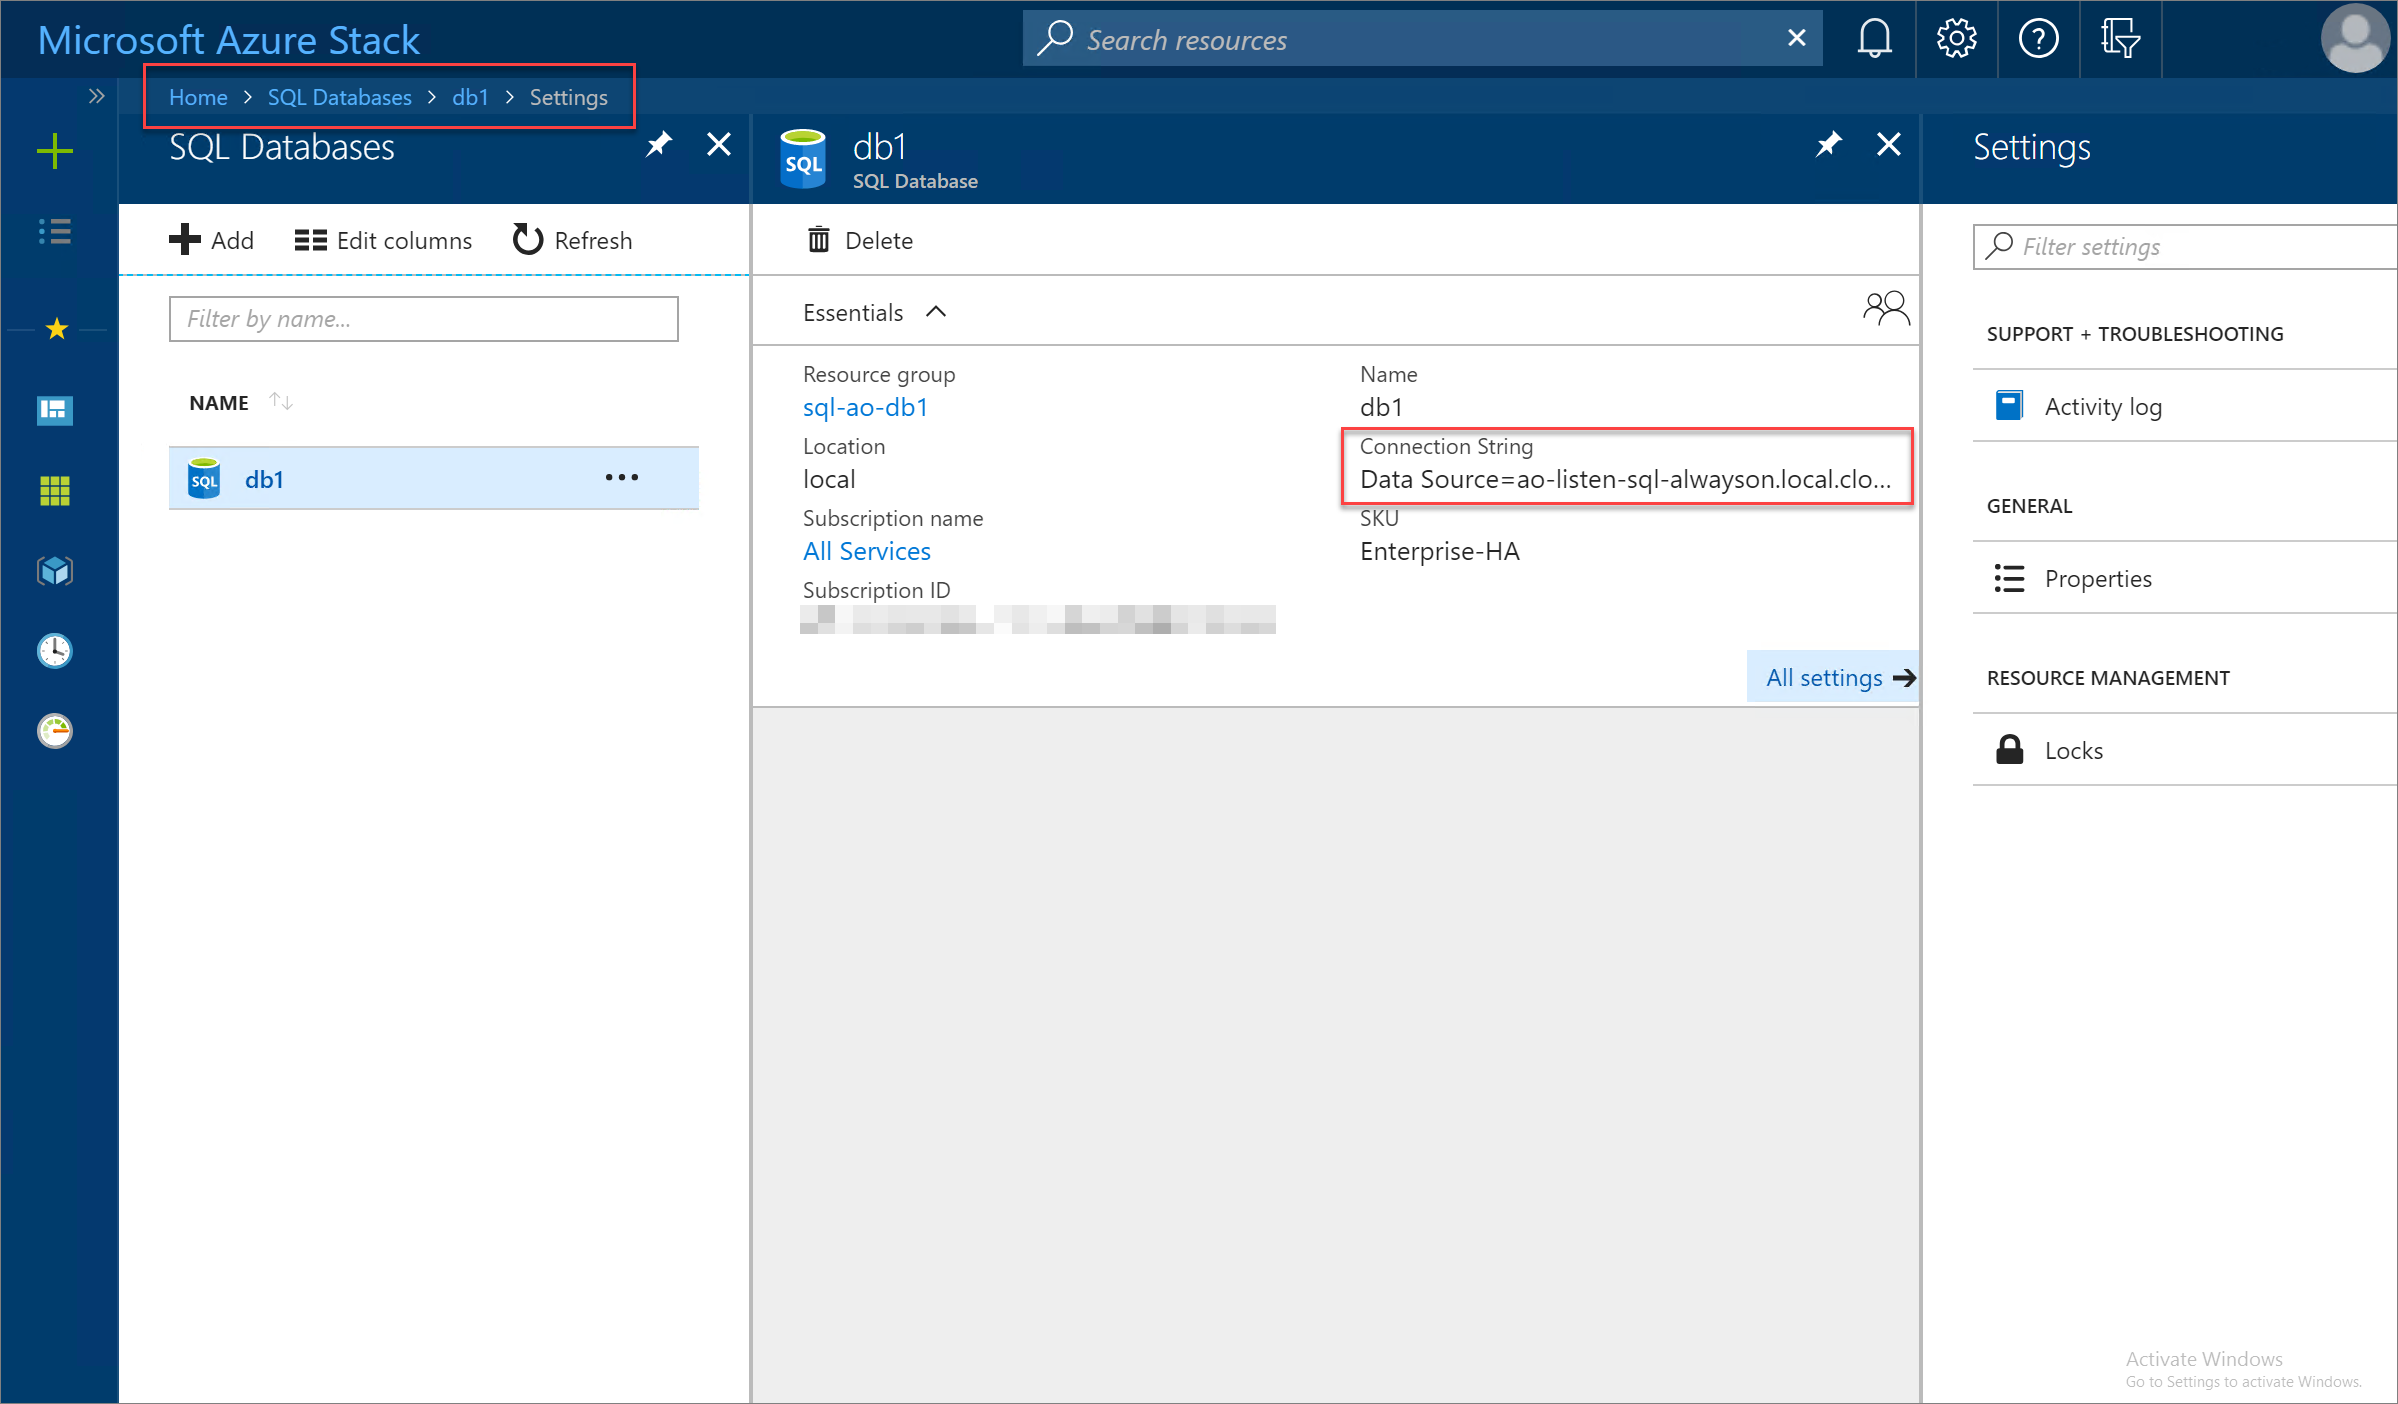 Microsoft Azure Stack
Search resources
Home > SQL Databases > db1 > Settings
SQL Databases
Add
Edit columns
Refresh
Filter by name...
NAME
SQL
db1
SQL
db1
SQL Database
Delete
Essentials
Resource group
sql-ao-db1
Location
local
Subscription name
All Services
Subscription ID
Name
db1
Connection String
Data Source=ao-listen-sql-alwayson.local.clo...
SKU
Enterprise-HA
All settings
Settings
Filter settings
SUPPORT + TROUBLESHOOTING
Activity log
GENERAL
Properties
RESOURCE MANAGEMENT
Locks
Activate Windows
Go to Settings to activate Windows.